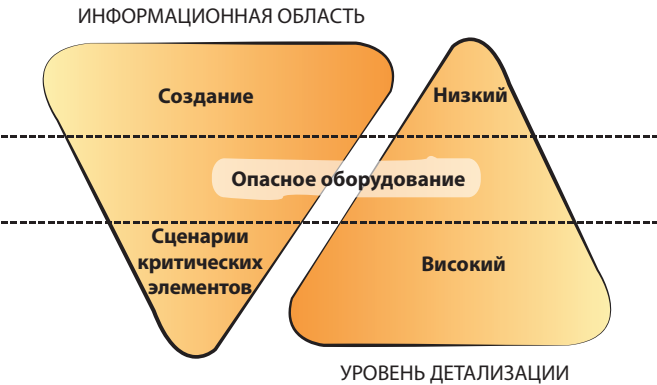 ИНФОРМАЦИОННАЯ ОБЛАСТЬ
Создание
Низкий
Опасное оборудование
Сценарии
критических
элементов
Високий
УРОВЕНЬ ДЕТАЛИЗАЦИИ